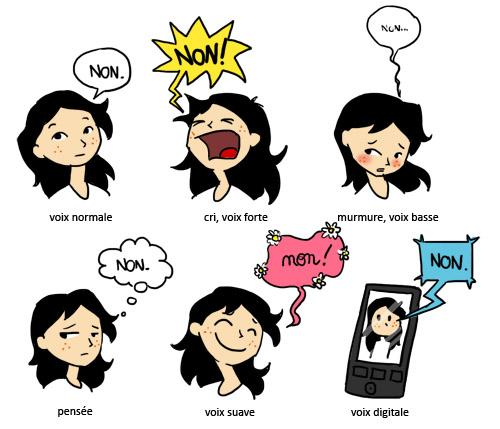 NON.
NON!
NON...
voix normale
cri, voix forte
murmure, voix basse
NON.
non!
NON.
pensée
voix suave
voix digitale